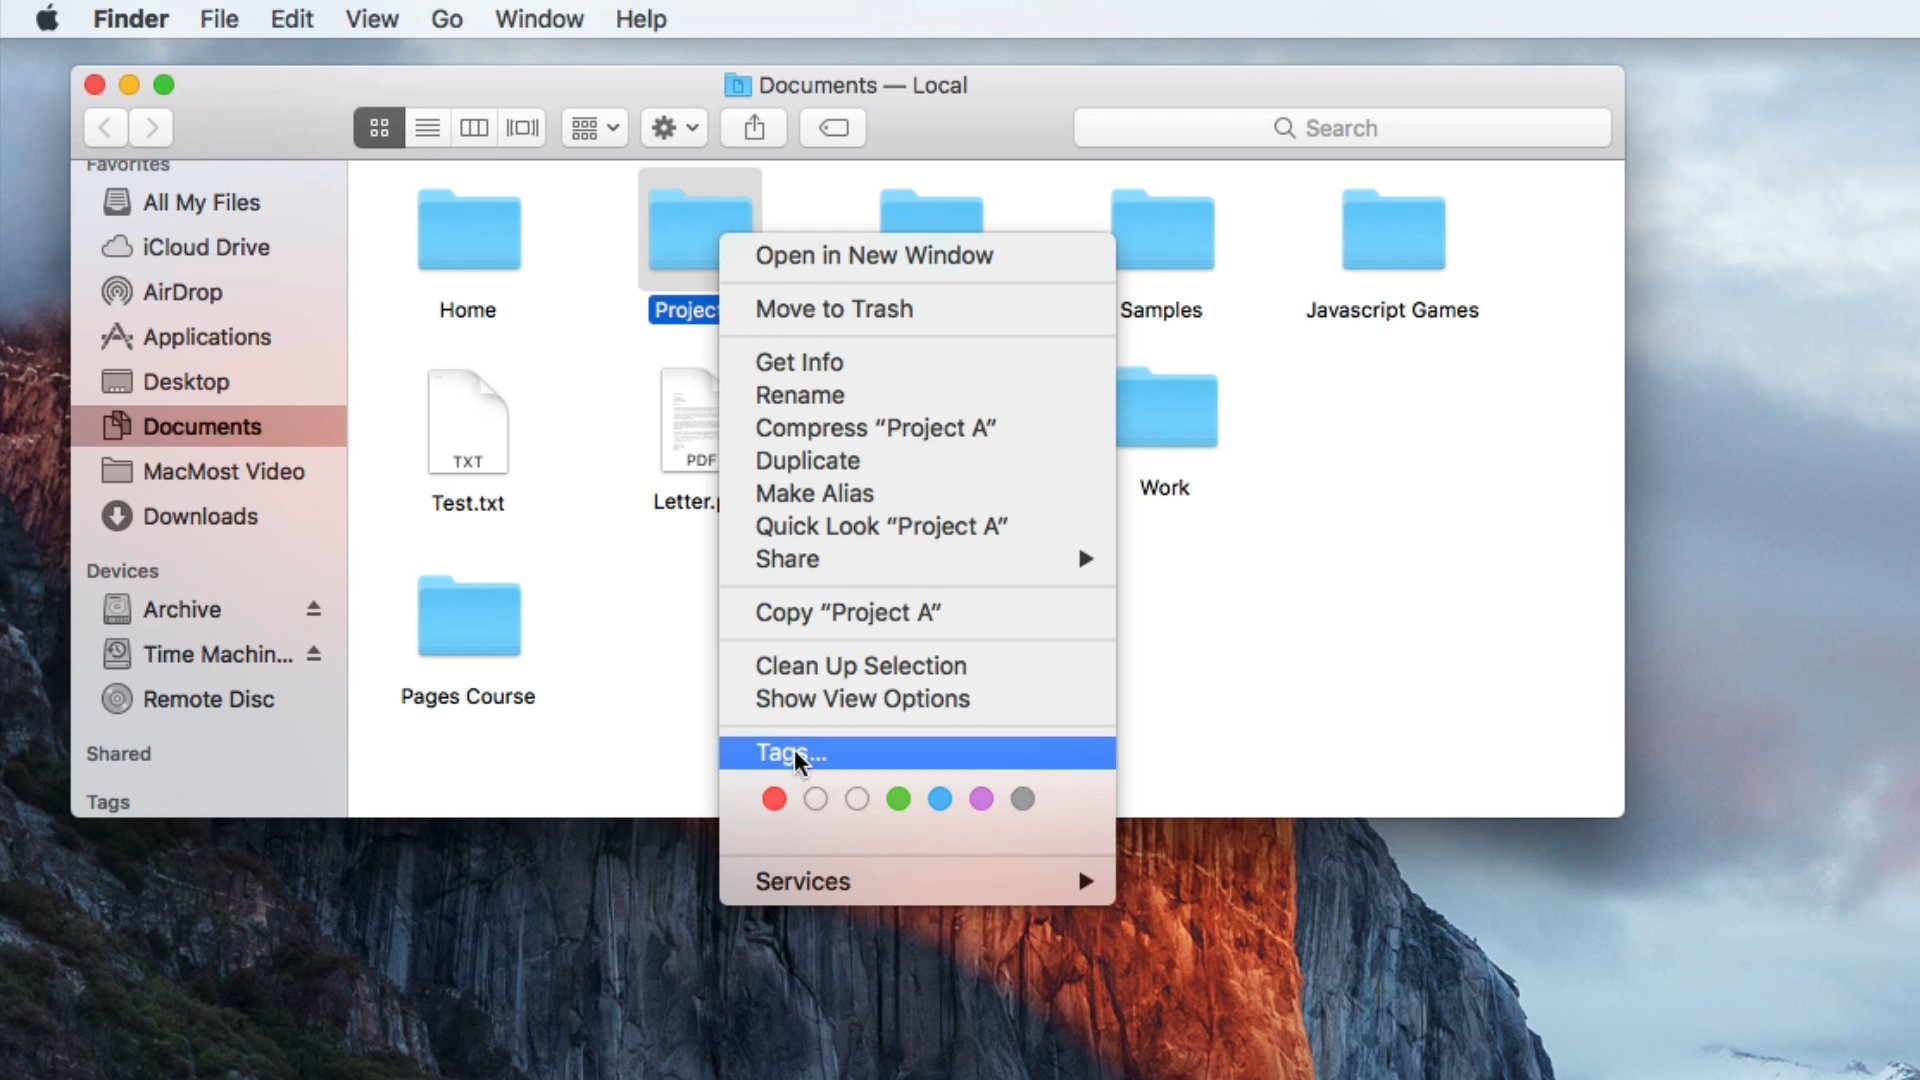 Finder File Edit View Go Window Help
Documents — Local
Search
Favorites
All My Files
iCloud Drive
AirDrop
Applications
Desktop
Documents
MacMost Video
Downloads
Devices
Archive
Time Machin...
Remote Disc
Shared
Tags
Home
Project
Samples
Javascript Games
TXT
Test.txt
PDF
Letter.
Work
Pages Course
Open in New Window
Move to Trash
Get Info
Rename
Compress “Project A”
Duplicate
Make Alias
Quick Look “Project A”
Share
Copy “Project A”
Clean Up Selection
Show View Options
Tags...
Services